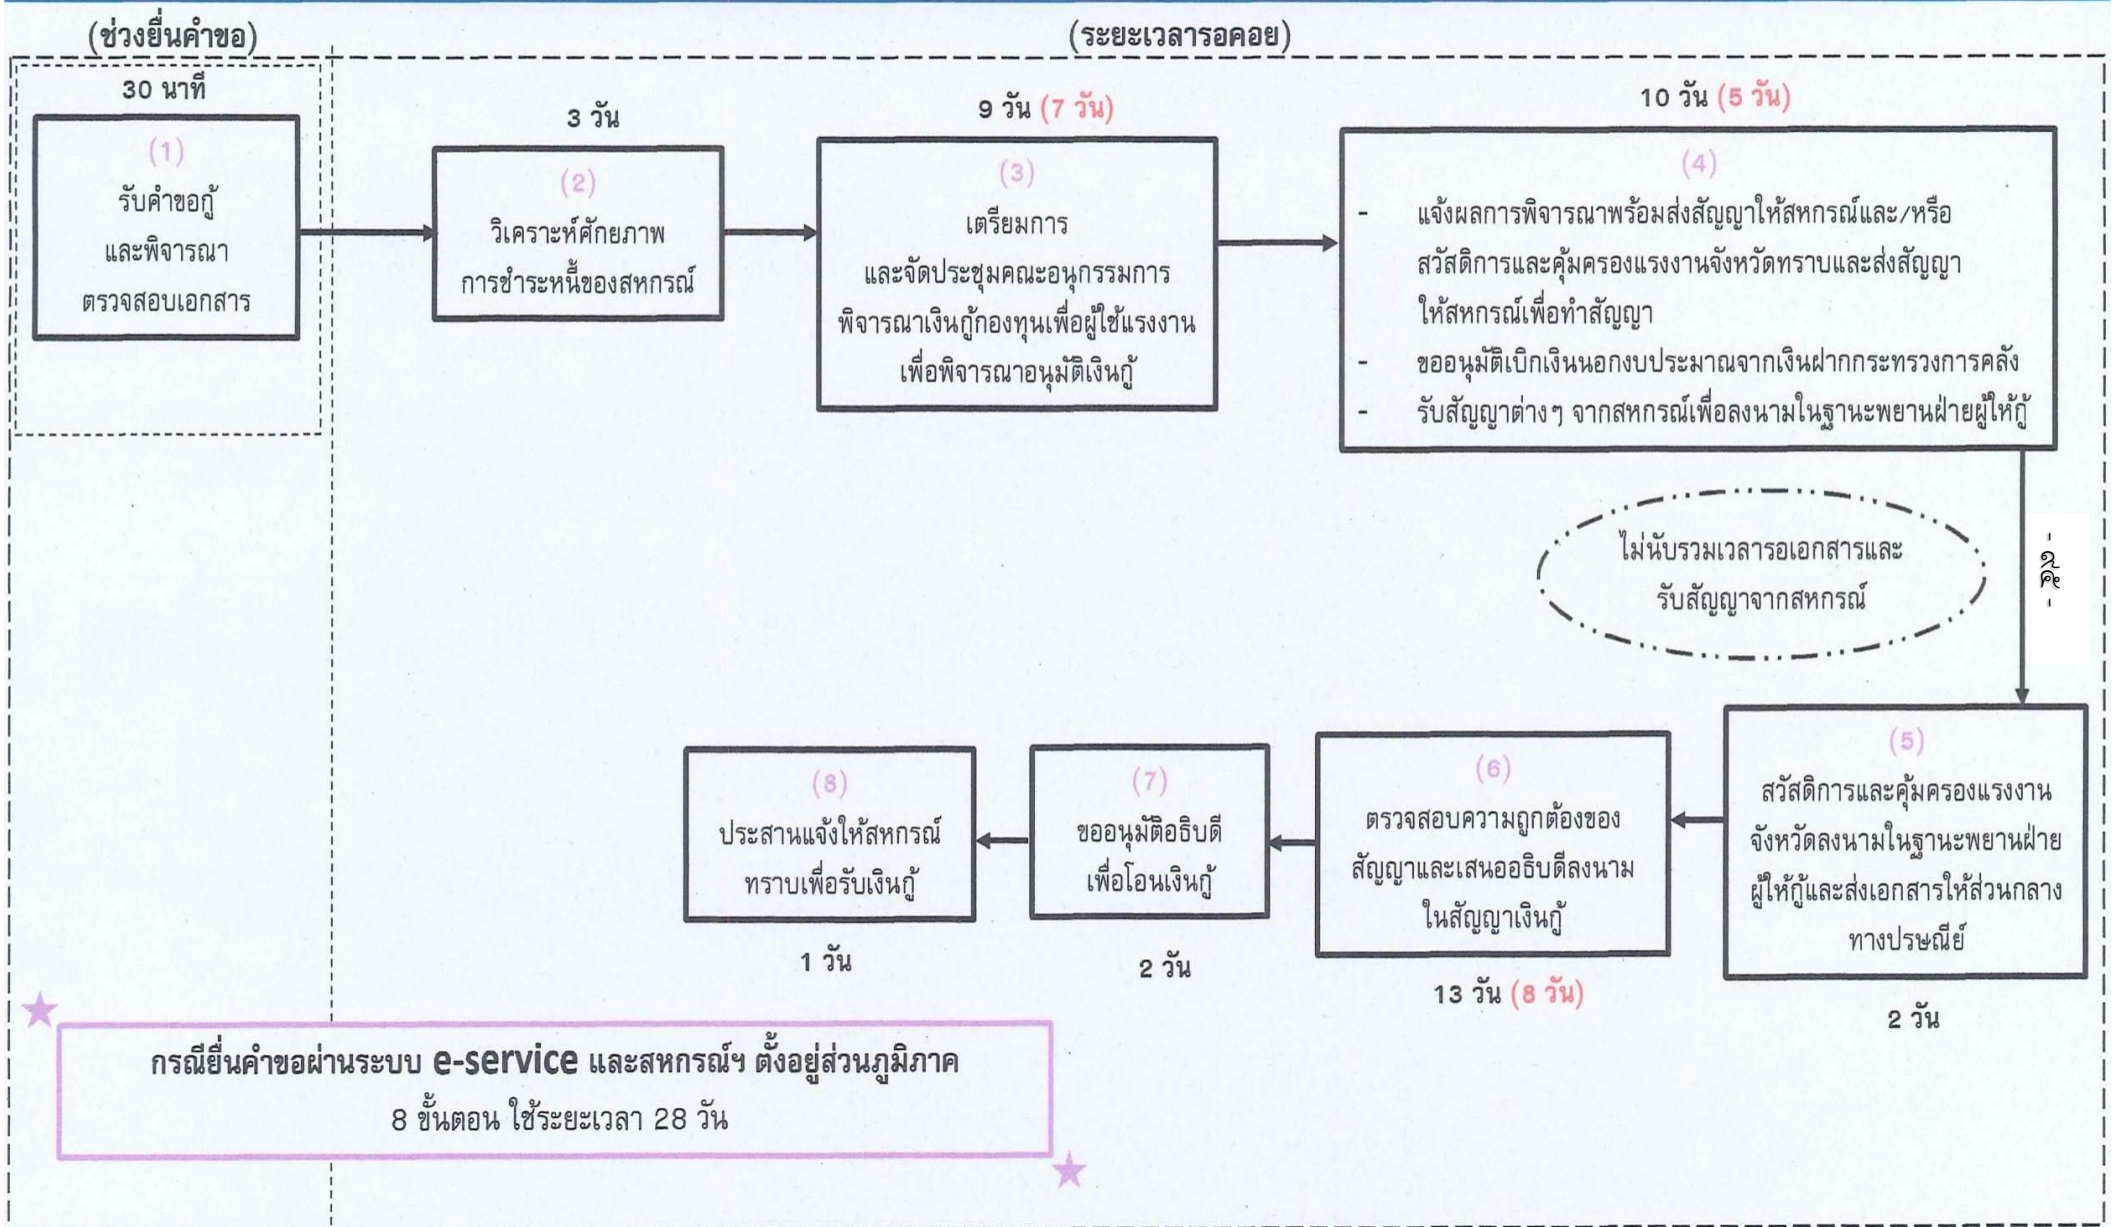 (ช่วงยื่นคำขอ)
(ระยะเวลารอคอย)
30 นาที
(1)
รับคำขอกู้
และพิจารณา
ตรวจสอบเอกสาร
3 วัน
(2)
วิเคราะห์ศักยภาพ
การชำระหนี้ของสหกรณ์
9 วัน (7 วัน)
(3)
เตรียมการ
และจัดประชุมคณะอนุกรรมการ
พิจารณาเงินกู้กองทุนเพื่อผู้ใช้แรงงาน
เพื่อพิจารณาอนุมัติเงินกู้
10 วัน (5 วัน)
(4)
- แจ้งผลการพิจารณาพร้อมส่งสัญญาให้สหกรณ์และ/หรือ
สวัสดิการและคุ้มครองแรงงานจังหวัดทราบและส่งสัญญา
ให้สหกรณ์เพื่อทำสัญญา
- ขออนุมัติเบิกเงินนอกงบประมาณจากเงินฝากกระทรวงการคลัง
- รับสัญญาต่างๆ จากสหกรณ์เพื่อลงนามในฐานะพยานฝ่ายผู้ให้กู้
ไม่นับรวมเวลารอเอกสารและ
รับสัญญาจากสหกรณ์
(5)
สวัสดิการและคุ้มครองแรงงาน
จังหวัดลงนามในฐานะพยานฝ่าย
ผู้ให้กู้และส่งเอกสารให้ส่วนกลาง
ทางปรษณีย์
2 วัน
(6)
ตรวจสอบความถูกต้องของ
สัญญาและเสนออธิบดีลงนาม
ในสัญญาเงินกู้
13 วัน (8 วัน)
(7)
ขออนุมัติอธิบดี
เพื่อโอนเงินกู้
2 วัน
(8)
ประสานแจ้งให้สหกรณ์
ทราบเพื่อรับเงินกู้
1 วัน
กรณียื่นคำขอผ่านระบบ e-service และสหกรณ์ฯ ตั้งอยู่ส่วนภูมิภาค
8 ขั้นตอน ใช้ระยะเวลา 28 วัน